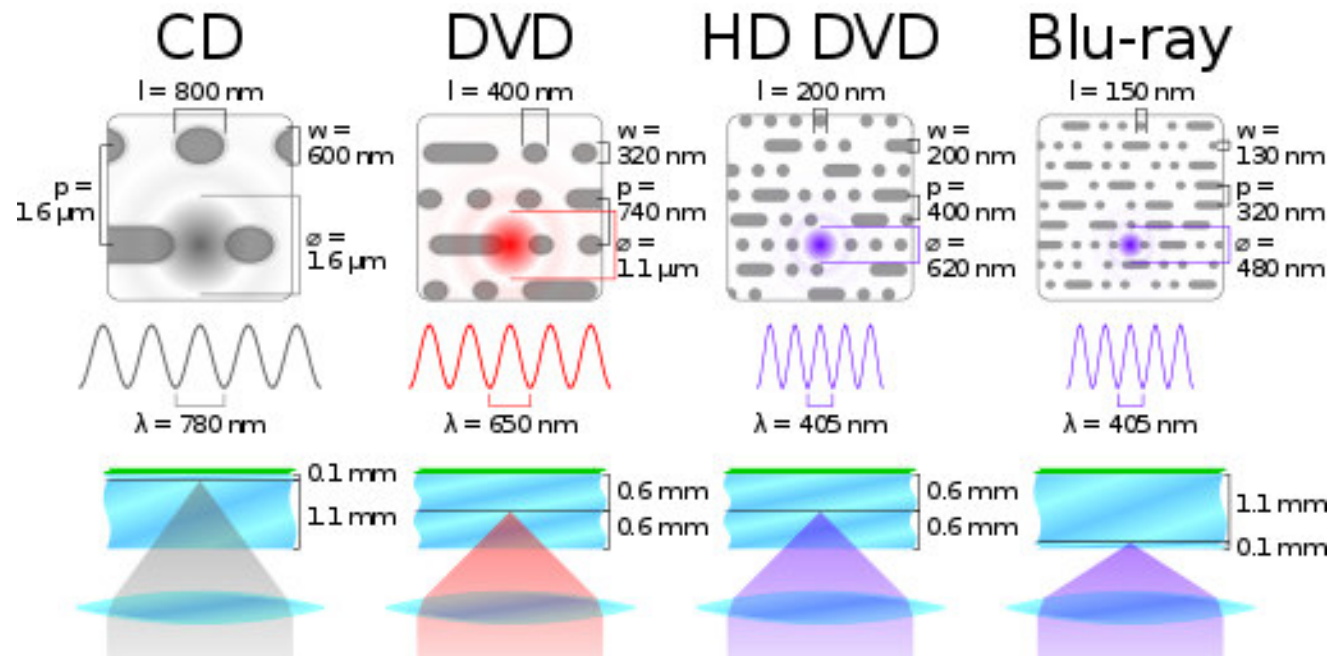 CD
DVD
HD DVD
Blu-ray
l = 800 nm
w =
600 nm
p =
1.6 µm
⌀ =
1.6 µm
l = 400 nm
w =
320 nm
p =
740 nm
⌀ =
1.1 µm
l = 200 nm
w =
200 nm
p =
400 nm
⌀ =
620 nm
l = 150 nm
w =
130 nm
p =
320 nm
⌀ =
480 nm
λ = 780 nm
λ = 650 nm
λ = 405 nm
λ = 405 nm
0.1 mm
1.1 mm
0.6 mm
0.6 mm
0.6 mm
0.6 mm
1.1 mm
0.1 mm